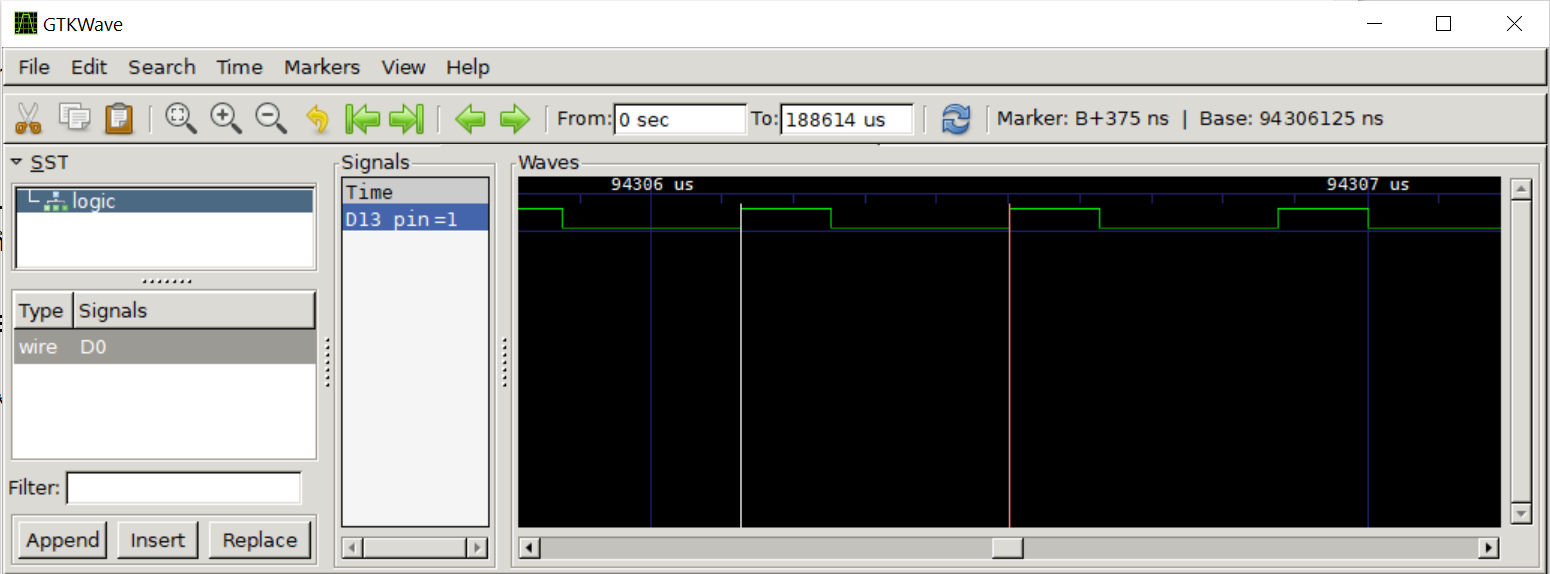 GTKWave
File Edit Search Time Markers View Help
From: 0 sec To: 188614 us Marker: B+375 ns | Base: 94306125 ns
SST
logic
Type Signals
wire D0
Filter:
Append Insert Replace
Signals
Time
D13 pin=1
Waves
94306 us 94307 us